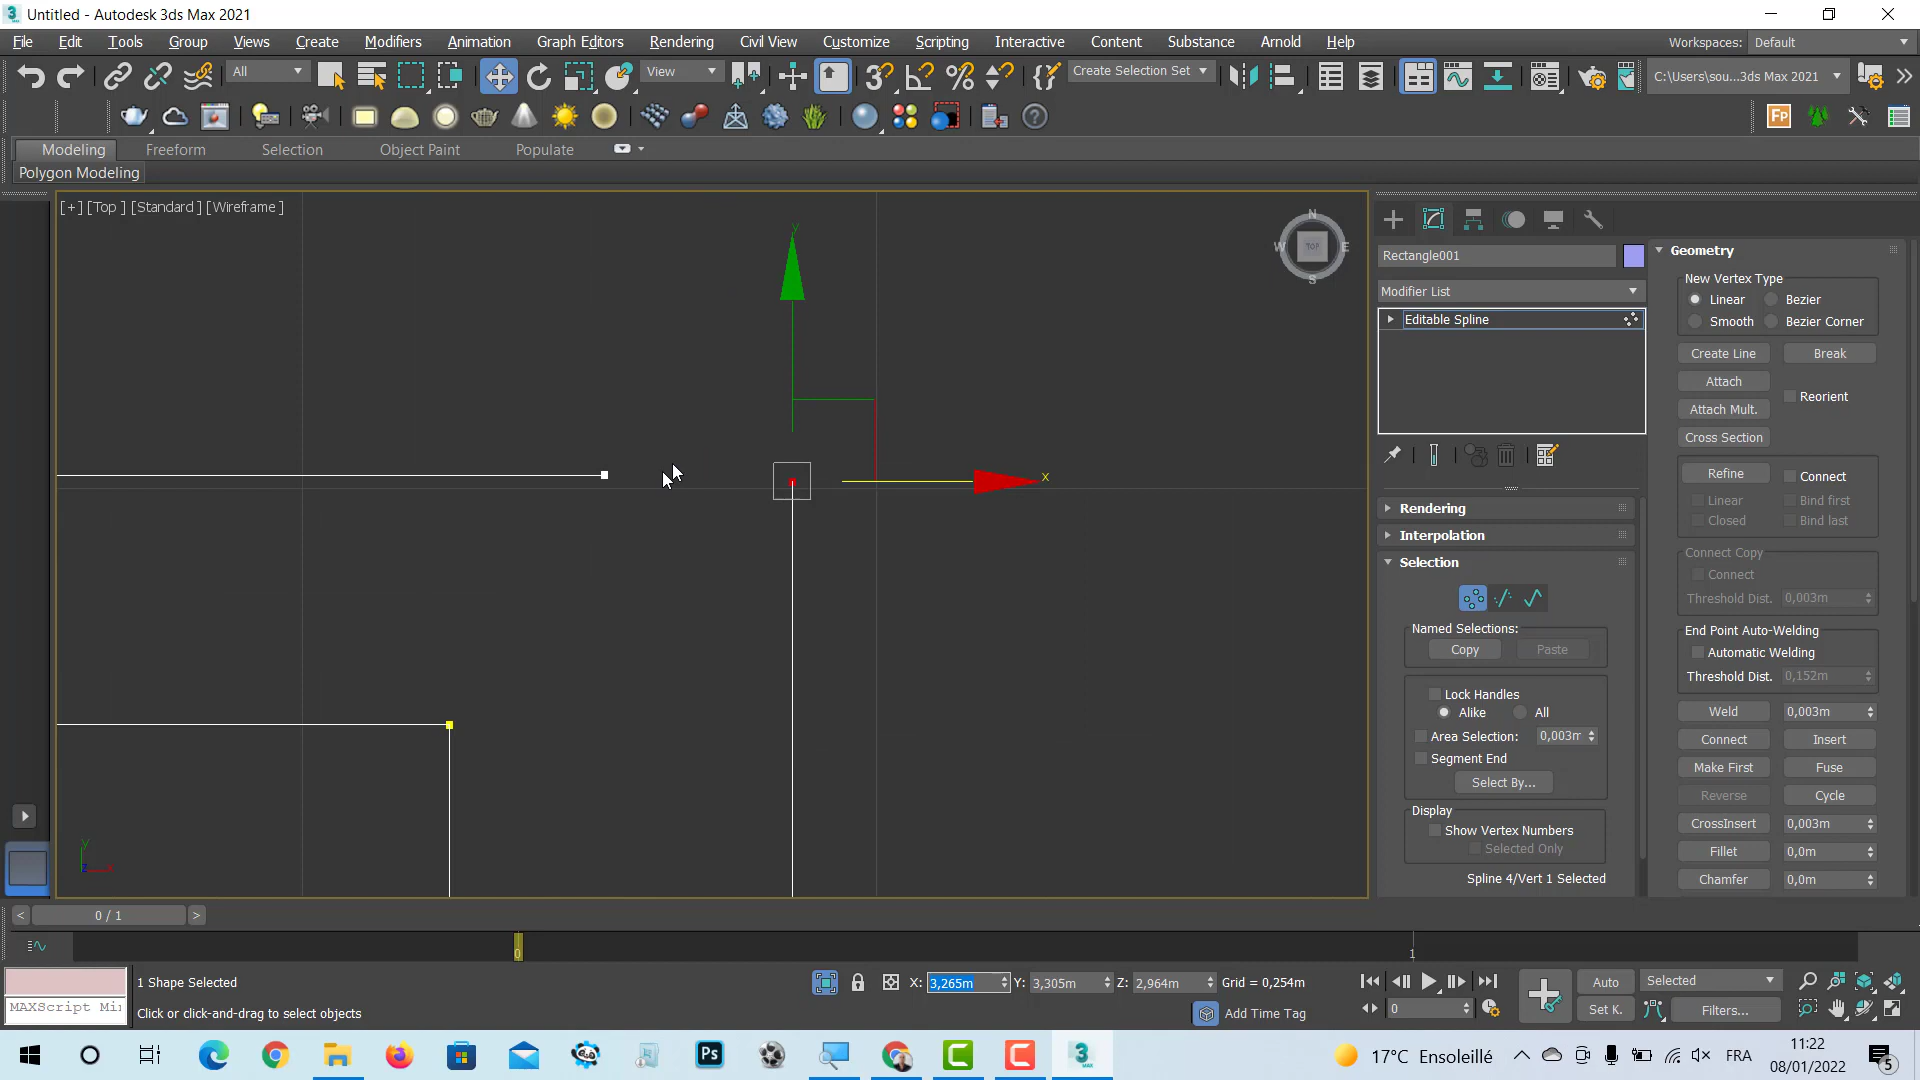 Untitled - Autodesk 3ds Max 2021
File Edit Tools Group Views Create Modifiers Animation Graph Editors Rendering Civil View Customize Scripting Interactive Content Substance Arnold Help Workspaces: Default
All View Create Selection Set C:\Users\sou...3ds Max 2021
Modeling Freeform Selection Object Paint Populate
Polygon Modeling
[+] [Top ] [Standard ] [Wireframe ]
N
W TOP E
S
y
x
y
Rectangle001
Modifier List
Editable Spline
Rendering
Interpolation
Selection
Named Selections:
Copy Paste
Lock Handles
Alike All
Area Selection: 0,003m
Segment End
Select By...
Display
Show Vertex Numbers
Selected Only
Spline 4/Vert 1 Selected
Geometry
New Vertex Type
Linear Bezier
Smooth Bezier Corner
Create Line Break
Attach
Reorient
Attach Mult.
Cross Section
Refine Connect
Linear Bind first
Closed Bind last
Connect Copy
Connect
Threshold Dist. 0,003m
End Point Auto-Welding
Automatic Welding
Threshold Dist. 0,152m
Weld 0,003m
Connect Insert
Make First Fuse
Reverse Cycle
CrossInsert 0,003m
Fillet 0,0m
Chamfer 0,0m
< 0 / 1 >
0 1
1 Shape Selected X: 3,265m Y: 3,305m Z: 2,964m Grid = 0,254m Auto Selected
MAXScript Mi Click or click-and-drag to select objects Add Time Tag 0 Set K. Filters...
17°C Ensoleillé FRA 11:22
08/01/2022 5